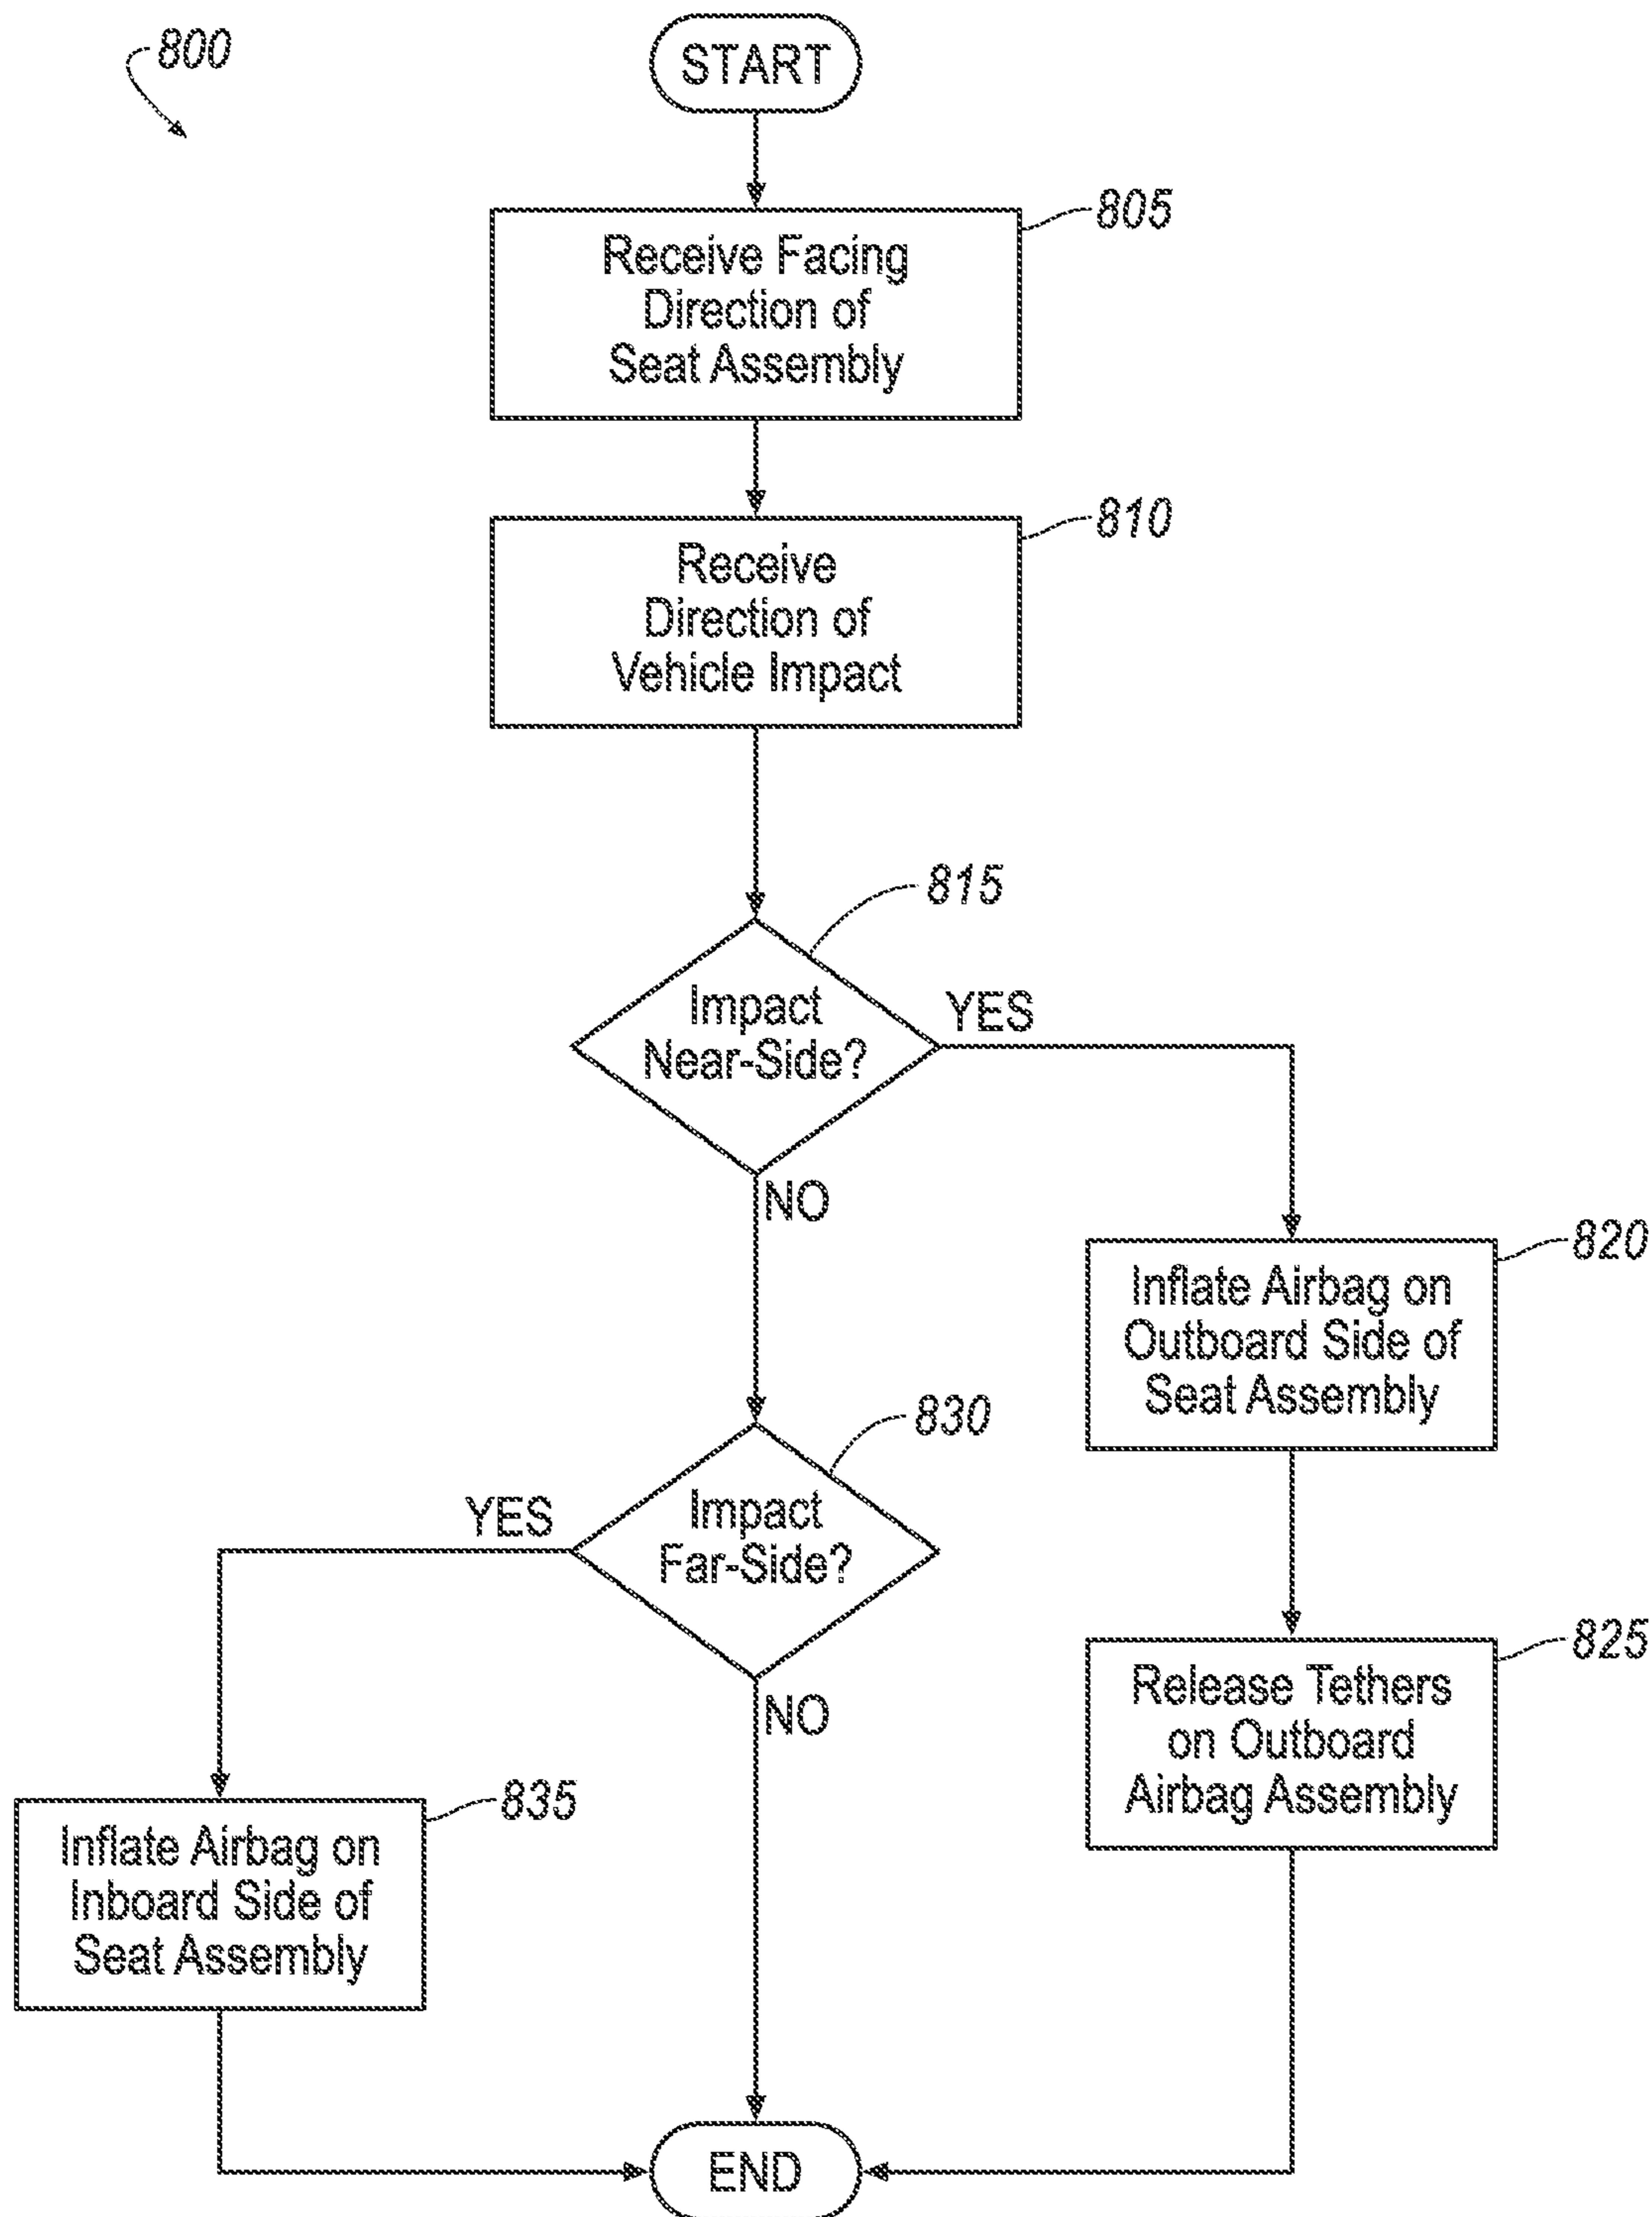 800
START
805
Receive Facing
Direction of
Seat Assembly
810
Receive
Direction of
Vehicle Impact
815
Impact
Near-Side?
YES
NO
820
Inflate Airbag on
Outboard Side of
Seat Assembly
830
Impact
Far-Side?
YES
NO
825
Release Tethers
on Outboard
Airbag Assembly
835
Inflate Airbag on
Inboard Side of
Seat Assembly
END